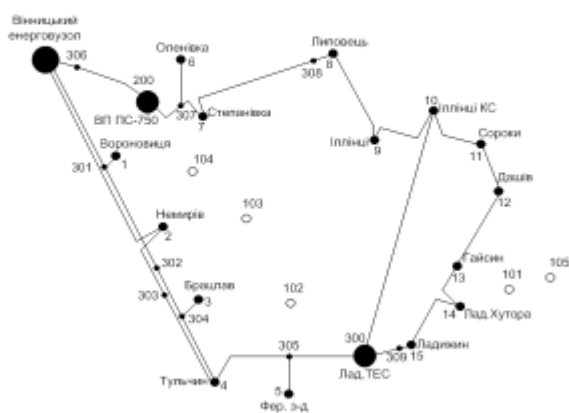 Вінницький
енерговузол
306
200
ВП ПС-750
Оленівка
6
307
Степанівка
7
Липовець
308
8
10
Іллінці КС
Іллінці
9
Сороки
11
Дашів
12
Вороновиця
301
1
104
103
Немирів
2
302
303
Брацлав
3
304
102
Гайсин
13
101
105
14
Лад.Хутора
305
300
Лад.ТЕС
309
Ладижин
15
Тульчин
4
5
Фер. з-д